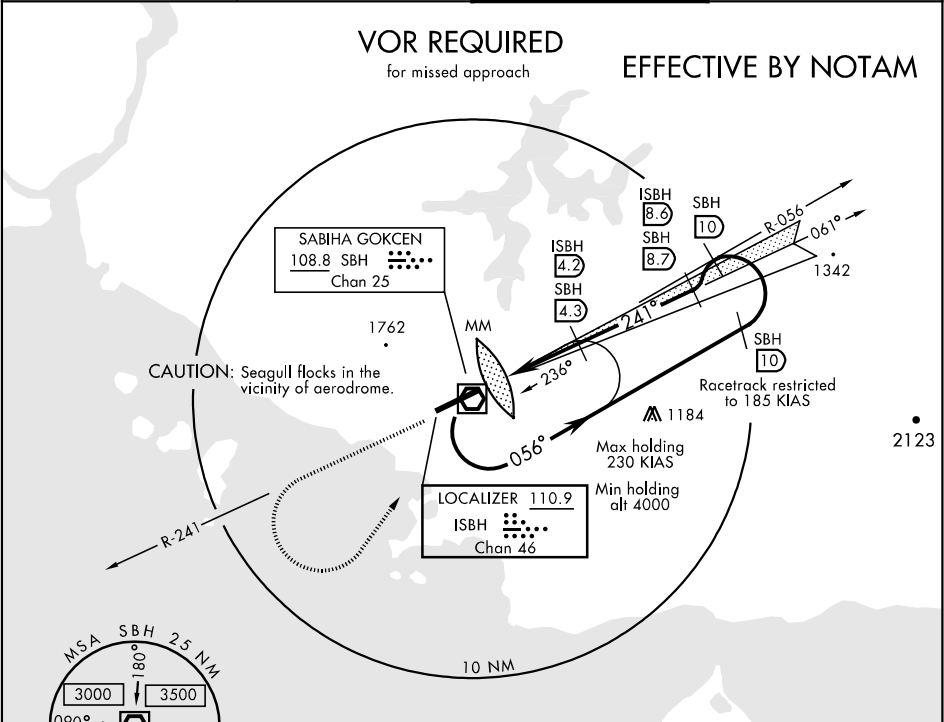 VOR REQUIRED
for missed approach
EFFECTIVE BY NOTAM
ISBH
8.6
SBH
10
SBH
8.7
R-056
061°
1342
SABIHA GOKCEN
108.8 SBH
Chan 25
ISBH
4.2
SBH
4.3
241°
1762
MM
CAUTION: Seagull flocks in the
vicinity of aerodrome.
236°
SBH
10
Racetrack restricted
to 185 KIAS
1184
2123
056°
Max holding
230 KIAS
Min holding
alt 4000
LOCALIZER 110.9
ISBH
Chan 46
R-241
10 NM
MSA SBH 25 NM
180°
3000
3500
090°